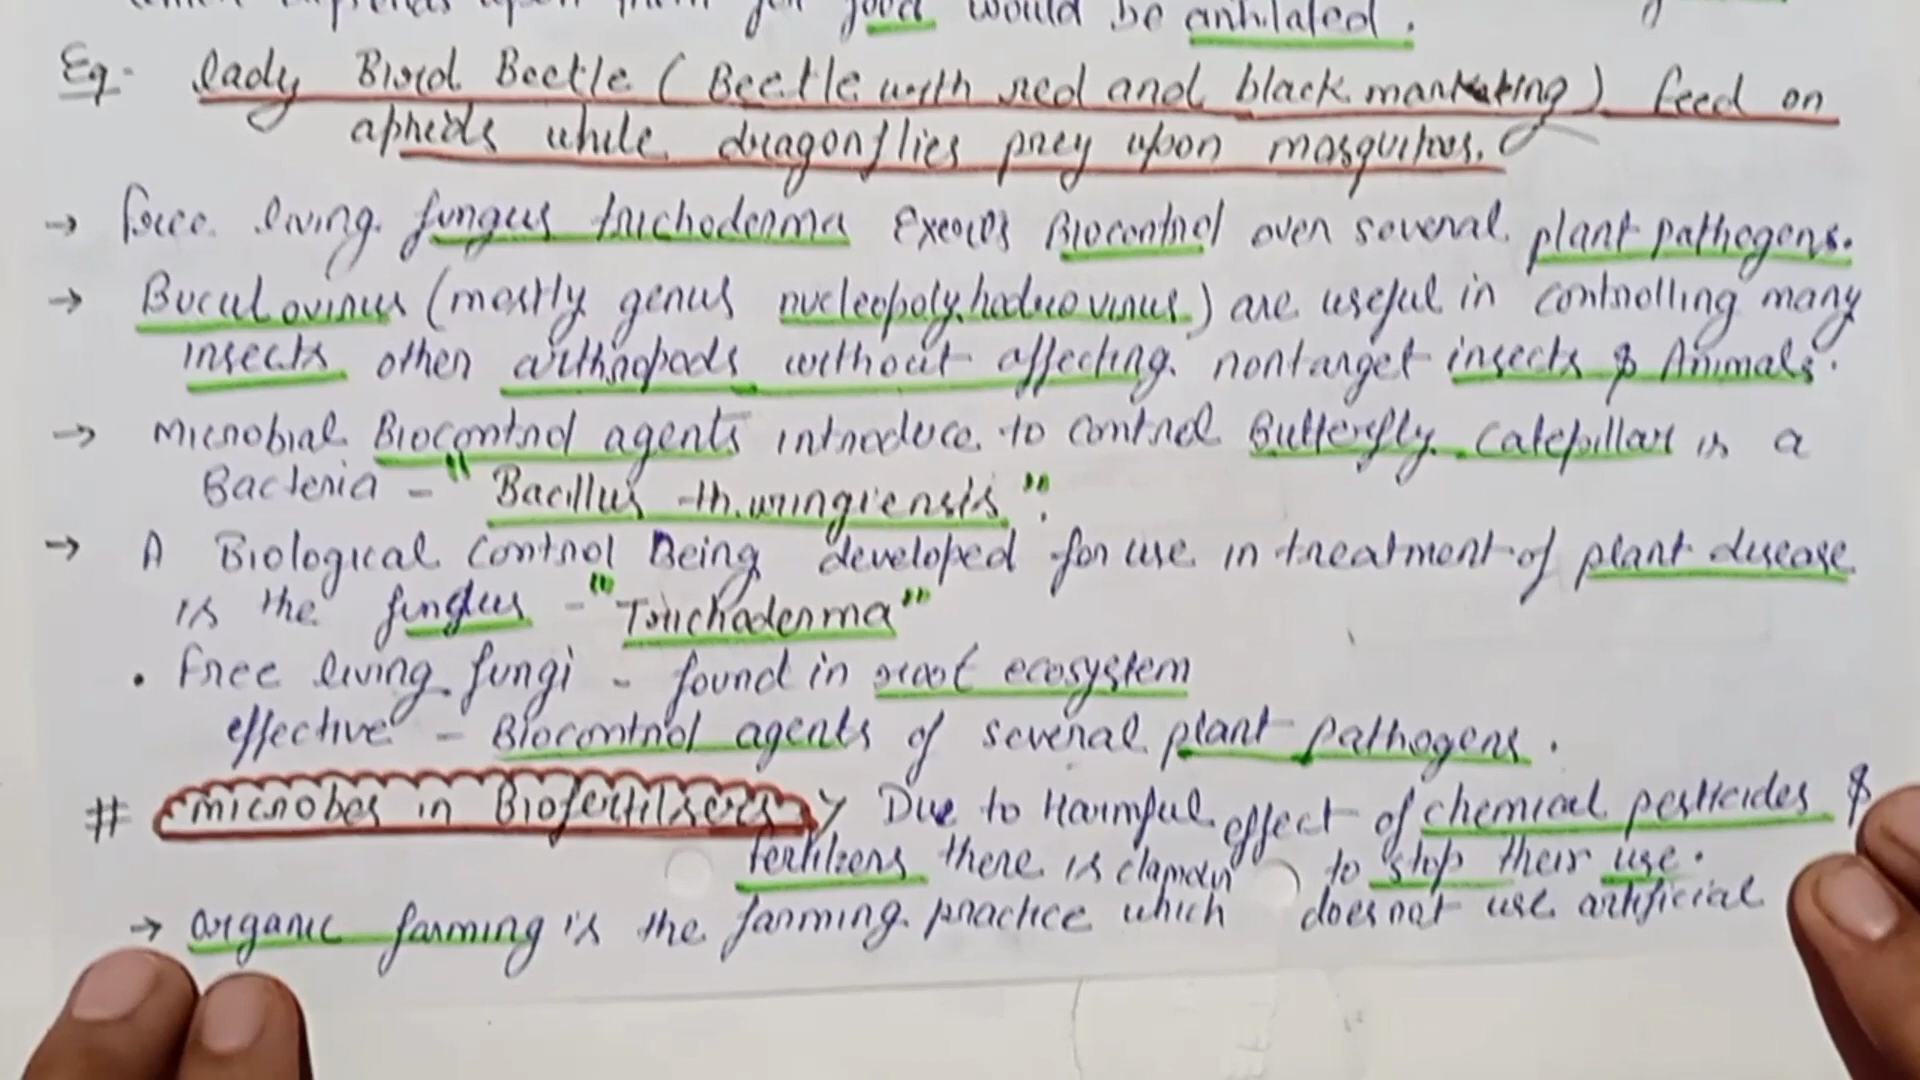 food would be anhilated.
Eg. lady Bird Beetle (Beetle with red and black marking) feed on
apheids while dragonflies prey upon mosquitoes.
→ free living fungus trichoderma Exerts Biocontrol over several plant pathogens.
→ Buculovirus (mostly genus nucleopolyheduovirus) are useful in controlling many
insects other arthropods without affecting nontarget insects & Animals.
→ Microbial Biocontrol agents introduce to control Butterfly Catepillar is a
Bacteria - "Bacillus thuringiensis".
→ A Biological Control Being developed for use in treatment of plant disease
is the fungus - "Trichoderma"
. Free living fungi - found in root ecosystem
effective - Biocontrol agents of several plant pathogens.
# microbes in Biofertilsers > Due to Harmful effect of chemical pesticides &
fertilizers there is to stop their use.
→ organic farming is the farming practice which does not use artificial